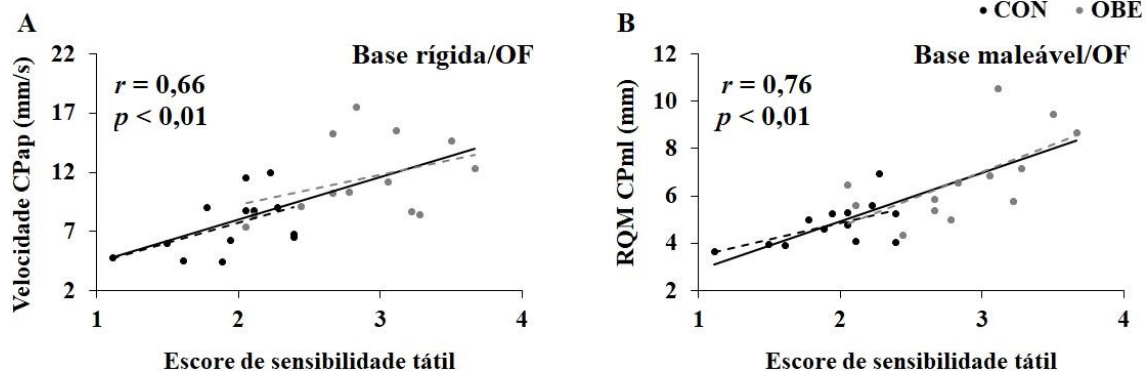 CON OBE
A
Base rígida/OF
r = 0,66
p < 0,01
Velocidade CPap (mm/s)
22
17
12
7
2
1 2 3 4
Escore de sensibilidade tátil
B
Base maleável/OF
r = 0,76
p < 0,01
RQM CPml (mm)
12
10
8
6
4
2
1 2 3 4
Escore de sensibilidade tátil